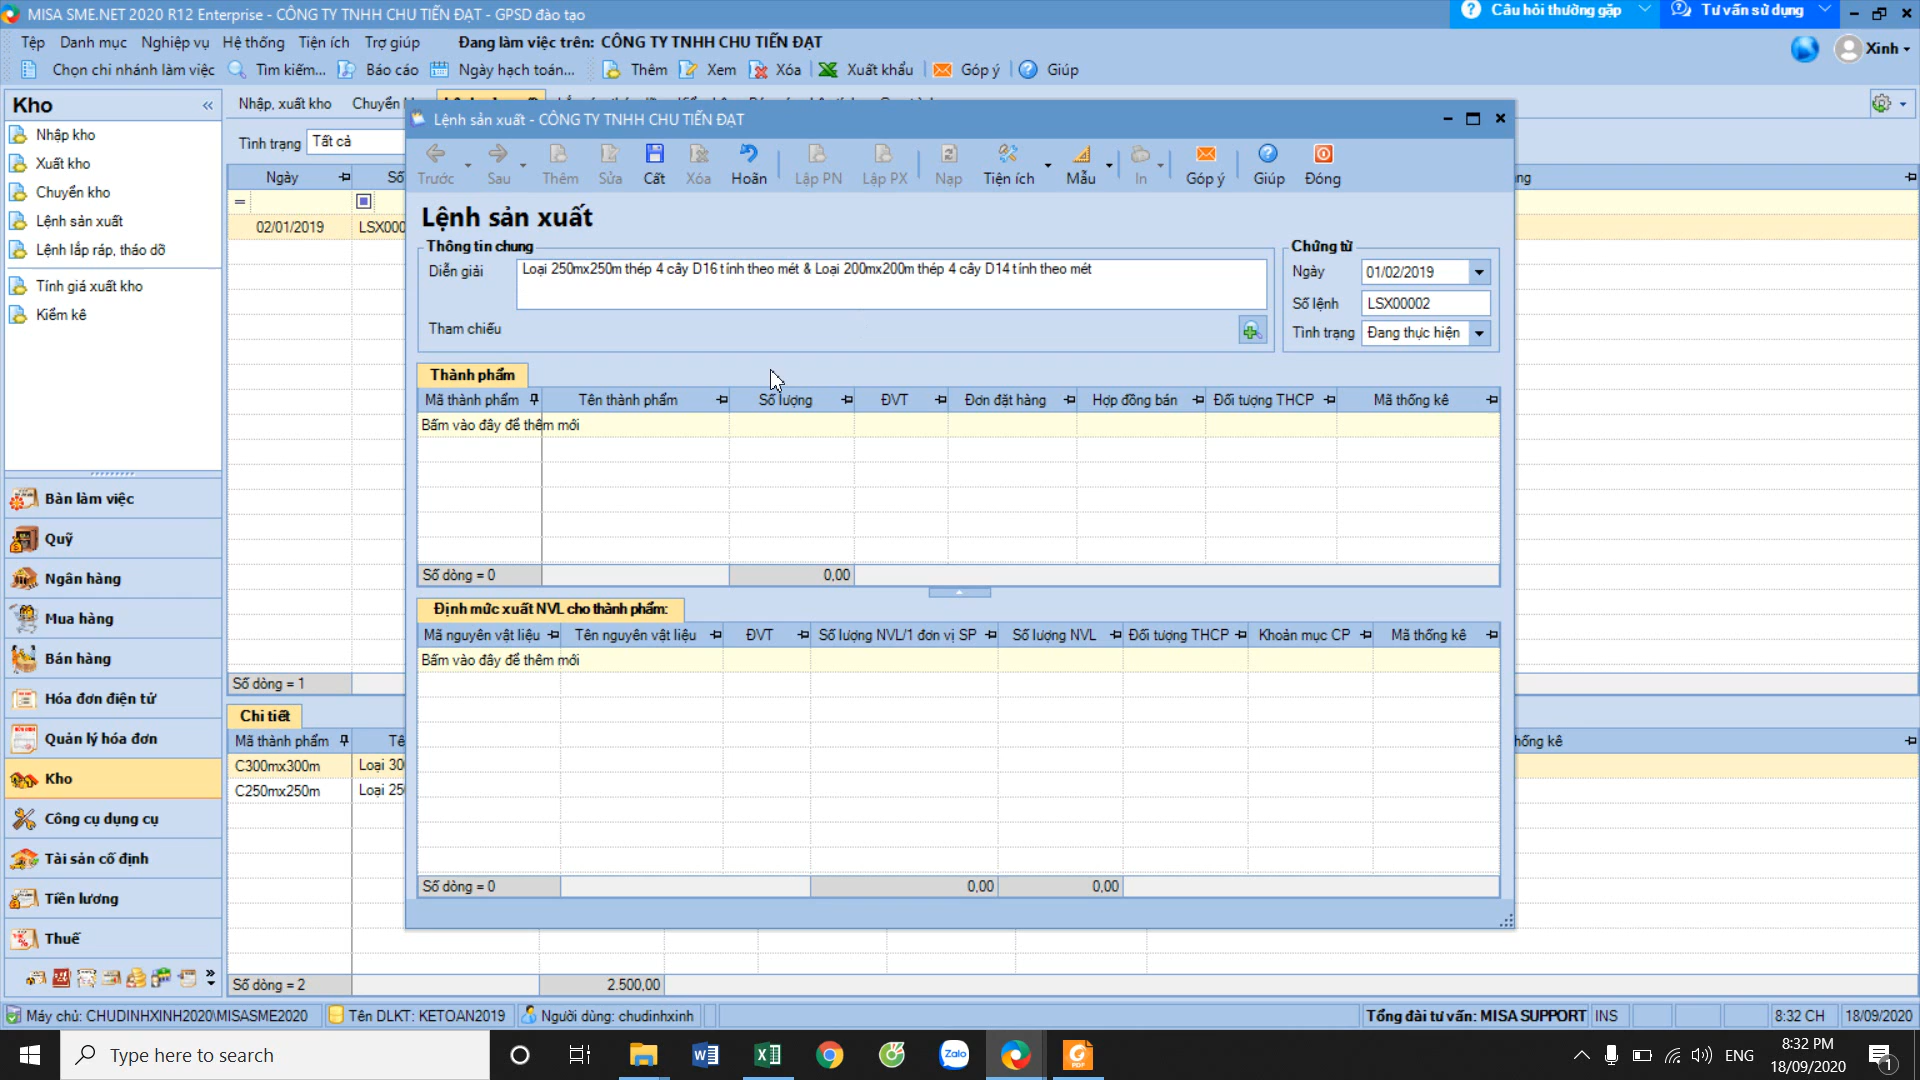 MISA SME.NET 2020 R12 Enterprise - CÔNG TY TNHH CHU TIẾN ĐẠT - GPSD đào tạo
Câu hỏi thường gặp
Tư vấn sử dụng
Tệp Danh mục Nghiệp vụ Hệ thống Tiện ích Trợ giúp Đang làm việc trên: CÔNG TY TNHH CHU TIẾN ĐẠT
Xinh
Chọn chi nhánh làm việc Tìm kiếm... Báo cáo Ngày hạch toán... Thêm Xem Xóa Xuất khẩu Góp ý Giúp
Kho «
Nhập kho
Xuất kho
Chuyển kho
Lệnh sản xuất
Lệnh lắp ráp, tháo dỡ
Tính giá xuất kho
Kiểm kê
Bàn làm việc
Quỹ
Ngân hàng
Mua hàng
Bán hàng
Hóa đơn điện tử
Quản lý hóa đơn
Kho
Công cụ dụng cụ
Tài sản cố định
Tiền lương
Thuế
Nhập, xuất kho Chuyển
Tình trạng Tất cả
Ngày Số
=
02/01/2019 LSX000
Số dòng = 1
Chi tiết
Mã thành phẩm Tê
C300mx300m Loại 30
C250mx250m Loại 25
Số dòng = 2 2.500,00
ng
hống kê
Lệnh sản xuất - CÔNG TY TNHH CHU TIẾN ĐẠT
Trước Sau Thêm Sửa Cất Xóa Hoãn Lập PN Lập PX Nạp Tiện ích Mẫu In Góp ý Giúp Đóng
Lệnh sản xuất
Thông tin chung
Diễn giải Loại 250mx250m thép 4 cây D16 tính theo mét & Loại 200mx200m thép 4 cây D14 tính theo mét
Tham chiếu
Chứng từ
Ngày 01/02/2019
Số lệnh LSX00002
Tình trạng Đang thực hiện
Thành phẩm
Mã thành phẩm Tên thành phẩm Số lượng ĐVT Đơn đặt hàng Hợp đồng bán Đối tượng THCP Mã thống kê
Bấm vào đây để thêm mới
Số dòng = 0 0,00
Định mức xuất NVL cho thành phẩm:
Mã nguyên vật liệu Tên nguyên vật liệu ĐVT Số lượng NVL/1 đơn vị SP Số lượng NVL Đối tượng THCP Khoản mục CP Mã thống kê
Bấm vào đây để thêm mới
Số dòng = 0 0,00 0,00
Máy chủ: CHUDINHXINH2020\MISASME2020 Tên DLKT: KETOAN2019 Người dùng: chudinhxinh Tổng đài tư vấn: MISA SUPPORT INS 8:32 CH 18/09/2020
Type here to search
Zalo
PDF
ENG
8:32 PM
18/09/2020
1